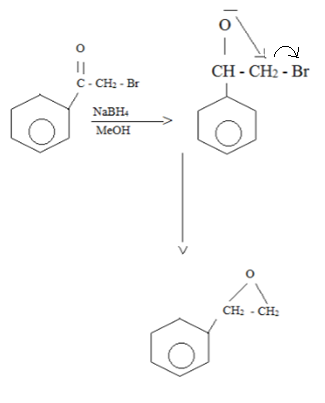 O
||
C - CH₂ - Br
NaBH₄
MeOH
O
|
CH - CH₂ - Br
O
CH₂ - CH₂